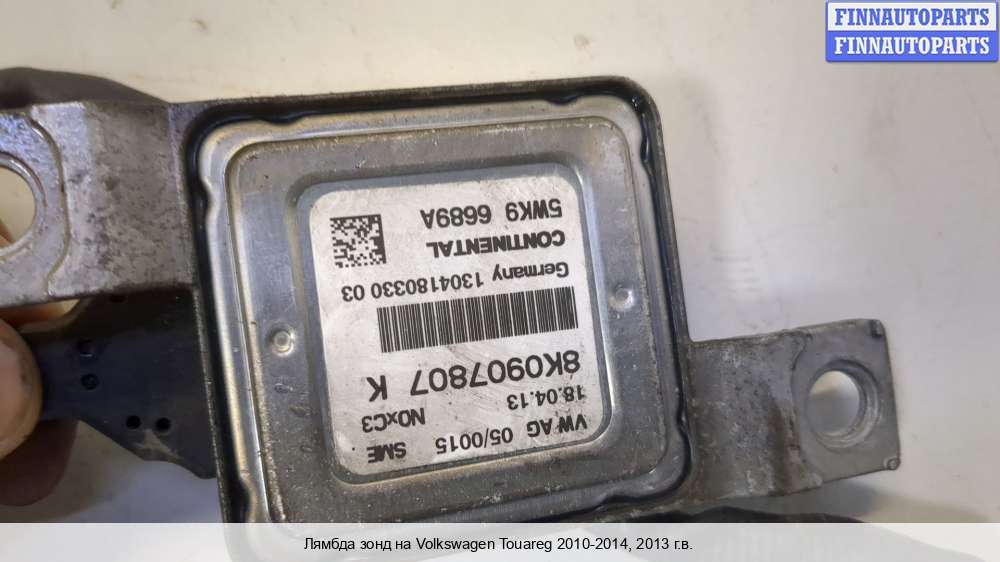 FINNAUTOPARTS
FINNAUTOPARTS
VW AG 05/0015 SME
18.04.13 NOxC3
8K0907807 K
Germany 1304180330 03
CONTINENTAL
5WK9 6689A
Лямбда зонд на Volkswagen Touareg 2010-2014, 2013 г.в.